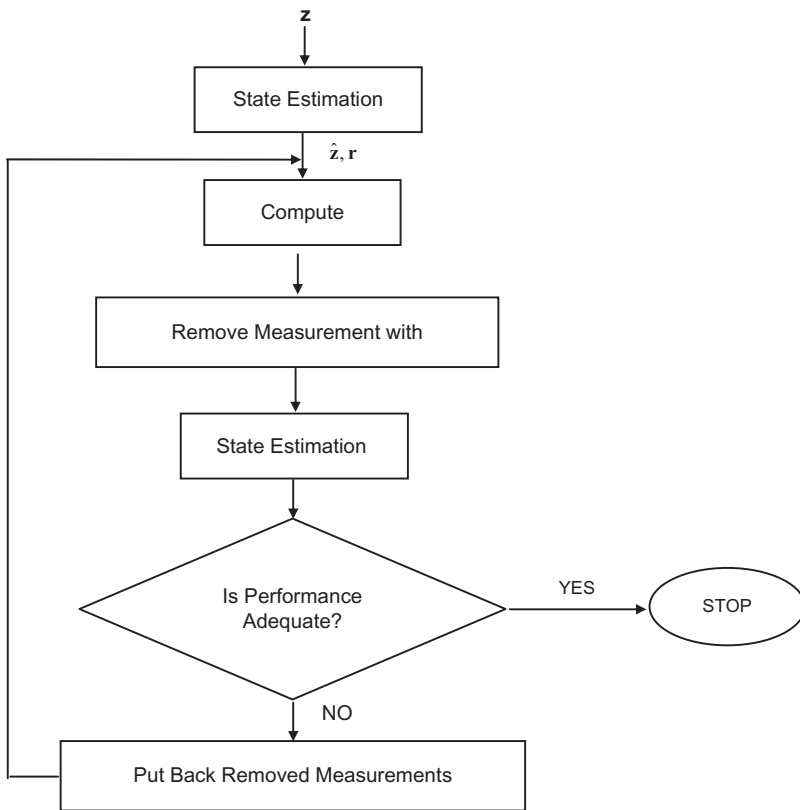 z
State Estimation
ẑ, r
Compute
Remove Measurement with
State Estimation
Is Performance
Adequate?
YES
STOP
NO
Put Back Removed Measurements